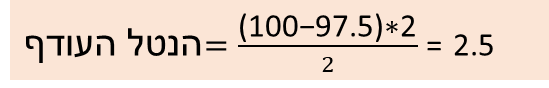 הנטל העודף = (100−97.5)∗2 / 2 = 2.5